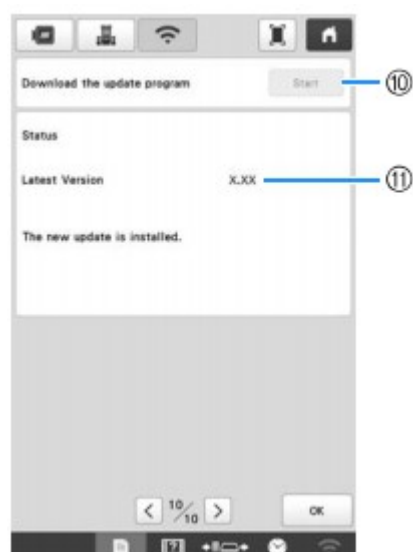 Download the update program
Start
⑩
Status
Latest Version
X.XX
⑪
The new update is installed.
10/10
OK